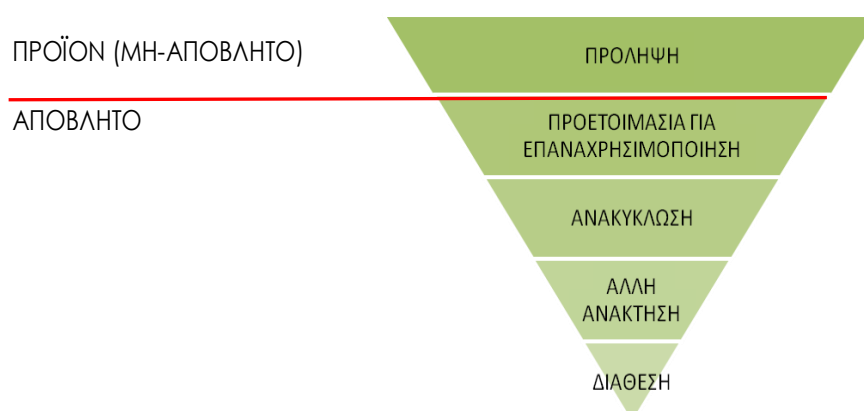 ΠΡΟΪΟΝ (ΜΗ-ΑΠΟΒΛΗΤΟ)
ΠΡΟΛΗΨΗ
ΑΠΟΒΛΗΤΟ
ΠΡΟΕΤΟΙΜΑΣΙΑ ΓΙΑ
ΕΠΑΝΑΧΡΗΣΙΜΟΠΟΙΗΣΗ
ΑΝΑΚΥΚΛΩΣΗ
ΑΛΛΗ
ΑΝΑΚΤΗΣΗ
ΔΙΑΘΕΣΗ